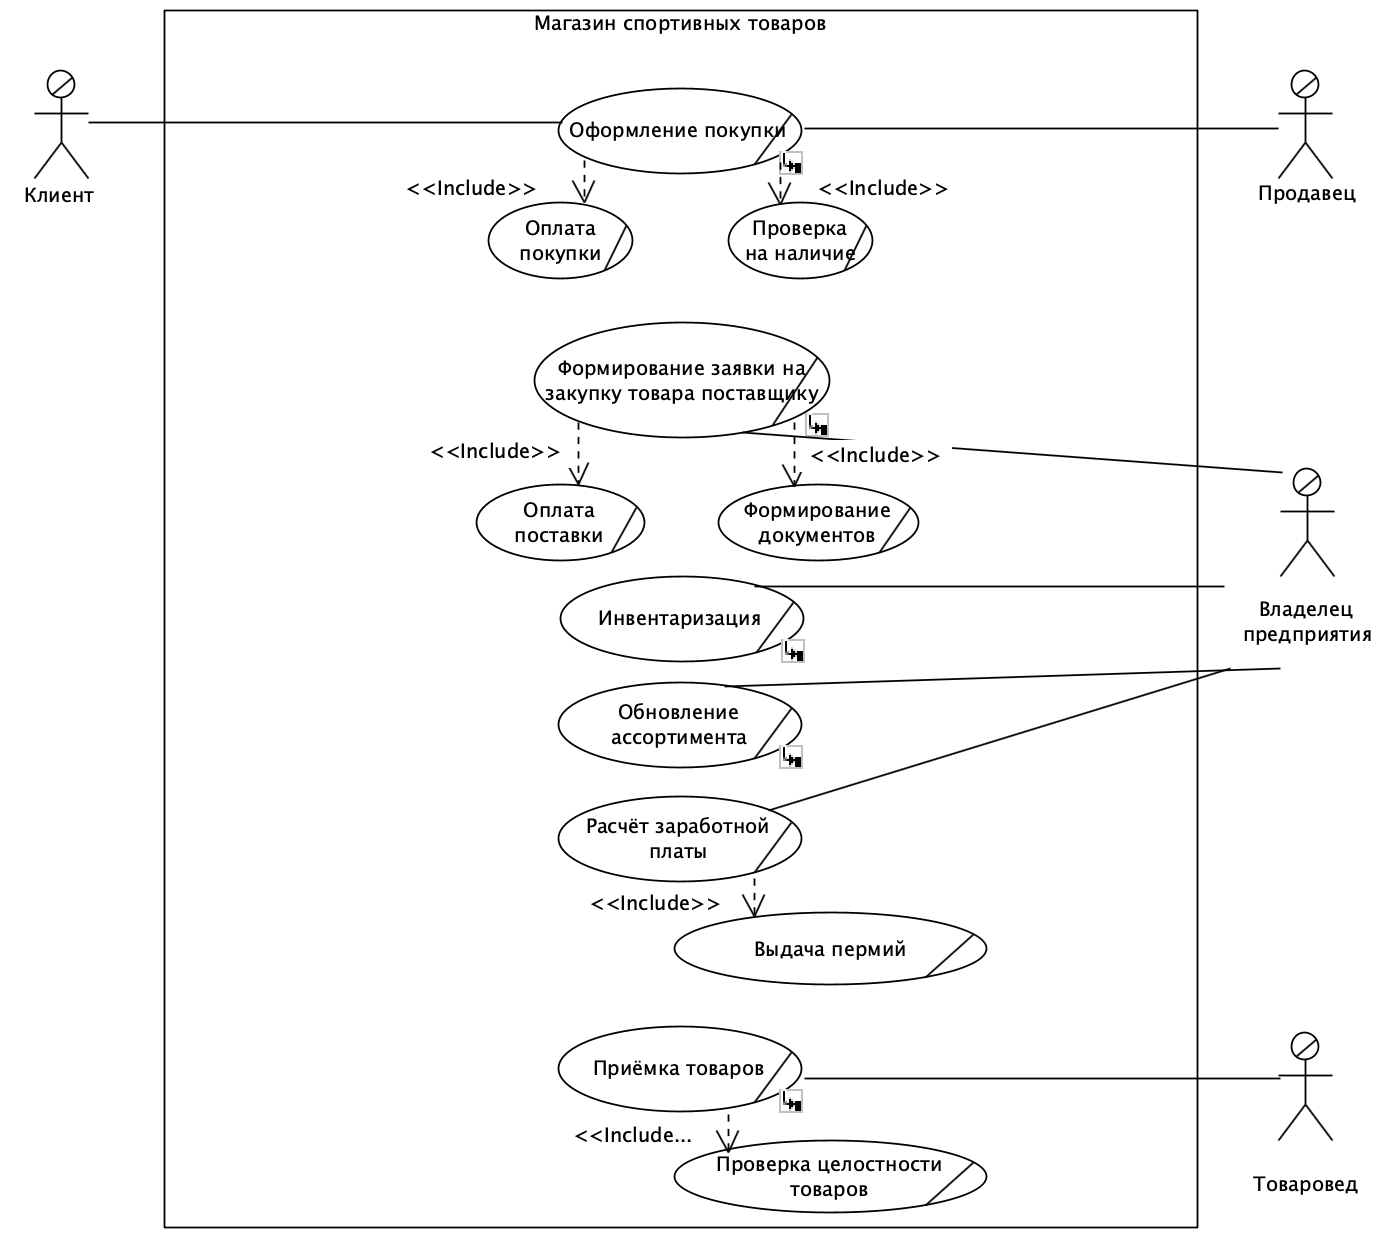 Магазин спортивных товаров
Оформление покупки
Клиент
<<Include>>
<<Include>>
Продавец
Оплата
покупки
Проверка
на наличие
Формирование заявки на
закупку товара поставщику
<<Include>>
<<Include>>
Оплата
поставки
Формирование
документов
Инвентаризация
Владелец
предприятия
Обновление
ассортимента
Расчёт заработной
платы
<<Include>>
Выдача пермий
Приёмка товаров
<<Include...
Проверка целостности
товаров
Товаровед